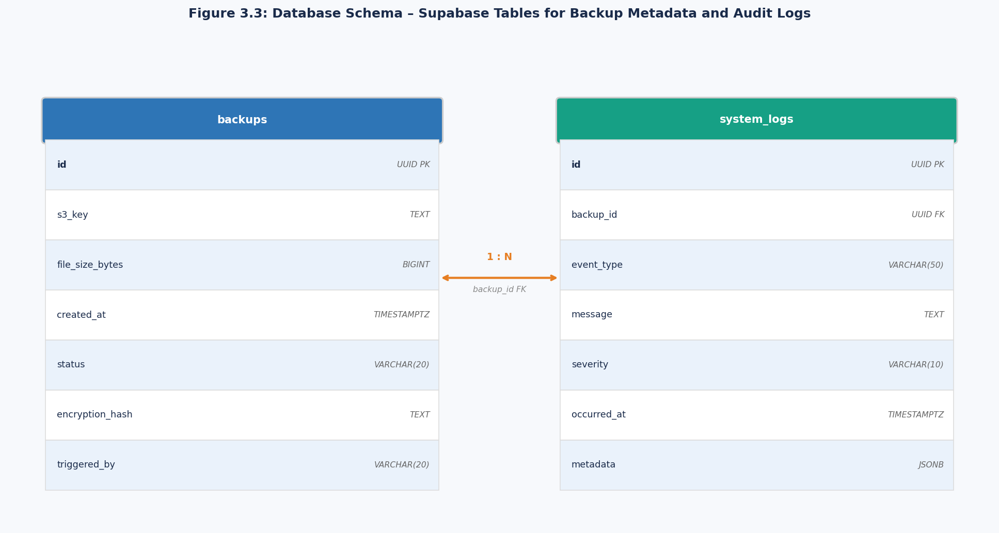 Figure 3.3: Database Schema – Supabase Tables for Backup Metadata and Audit Logs
backups
id UUID PK
s3_key TEXT
file_size_bytes BIGINT
created_at TIMESTAMPTZ
status VARCHAR(20)
encryption_hash TEXT
triggered_by VARCHAR(20)
1 : N
backup_id FK
system_logs
id UUID PK
backup_id UUID FK
event_type VARCHAR(50)
message TEXT
severity VARCHAR(10)
occurred_at TIMESTAMPTZ
metadata JSONB